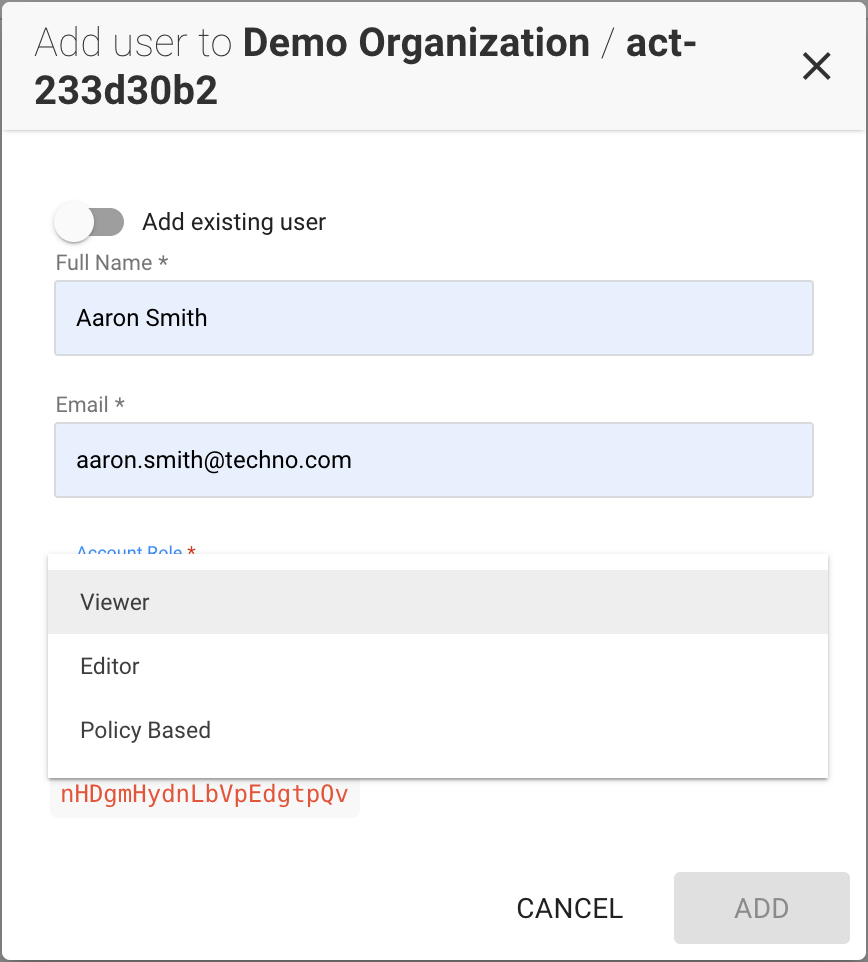 Add user to Demo Organization / act-
233d30b2
Add existing user
Full Name *
Aaron Smith
Email *
aaron.smith@techno.com
Account Role *
Viewer
Editor
Policy Based
nHDgmHydnLbVpEdgtpQv
CANCEL
ADD